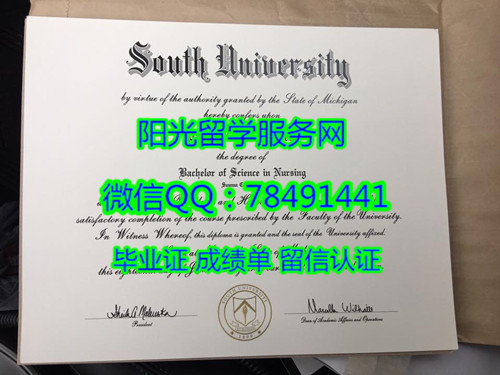 South University
by virtue of the authority granted by the State of Michigan
hereby confers upon
阳光留学服务网
the degree of
Bachelor of Science in Nursing
微信QQ：78491441
satisfactory completion of the course prescribed by the Faculty of the University.
In Witness Whereof, this diploma is granted and the seal of the University affixed.
毕业证 成绩单 留信认证
this
President
Dean of Academic Affairs and Operations